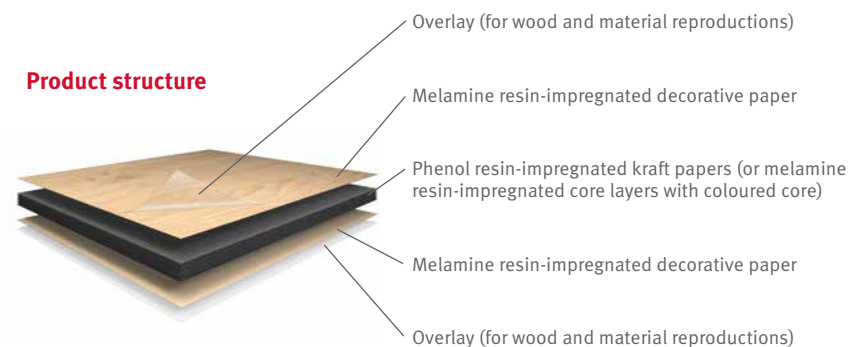 Overlay (for wood and material reproductions)
Product structure
Melamine resin-impregnated decorative paper
Phenol resin-impregnated kraft papers (or melamine
resin-impregnated core layers with coloured core)
Melamine resin-impregnated decorative paper
Overlay (for wood and material reproductions)